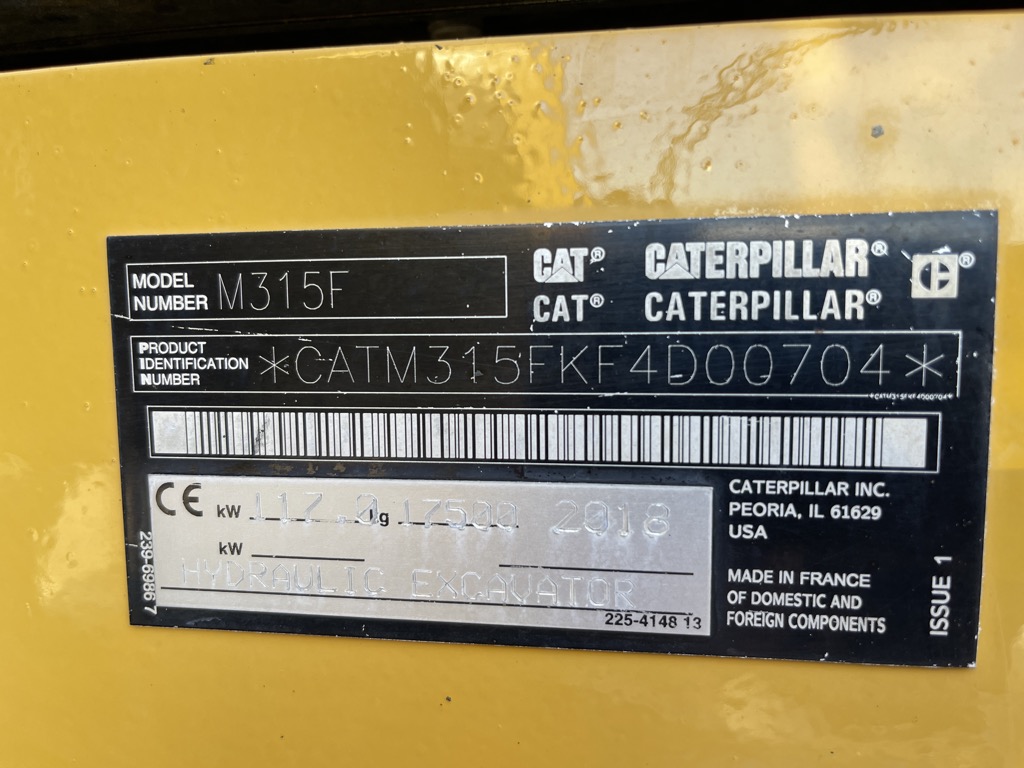 MODEL
NUMBER M315F
CAT® CATERPILLAR® ®
CAT® CATERPILLAR®
PRODUCT
IDENTIFICATION
NUMBER *CATM315FKF4D00704*
CE kW 117.0 kg 17500 2018
kW
HYDRAULIC EXCAVATOR
225-4148 13
239-6986 7
CATERPILLAR INC.
PEORIA, IL 61629
USA
MADE IN FRANCE
OF DOMESTIC AND
FOREIGN COMPONENTS
ISSUE 1